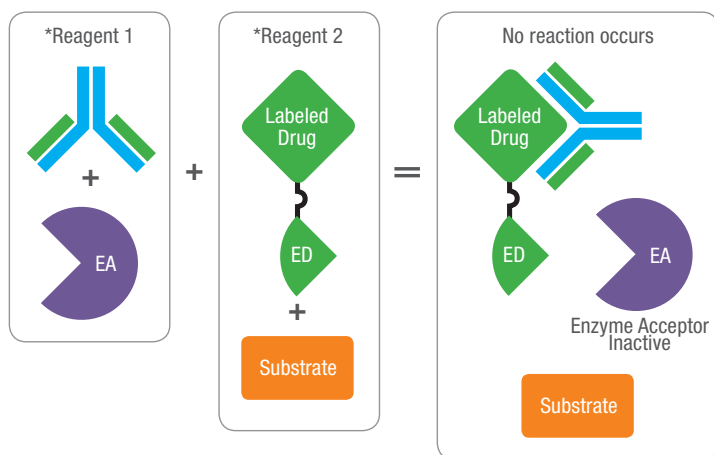 *Reagent 1
+
EA
+
*Reagent 2
Labeled
Drug
ED
+
Substrate
=
No reaction occurs
Labeled
Drug
ED
EA
Enzyme Acceptor
Inactive
Substrate